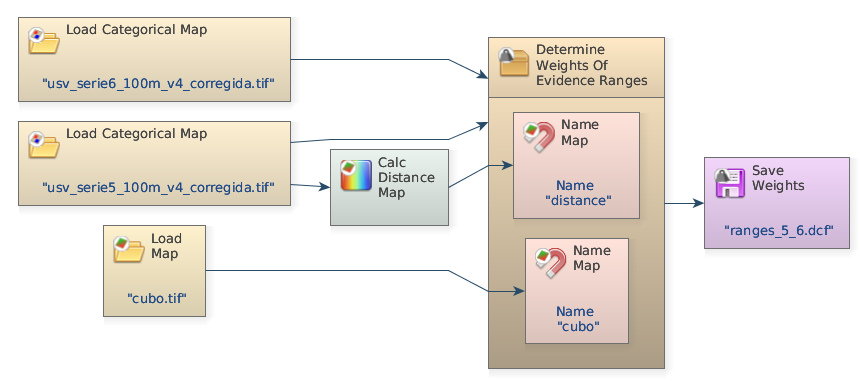 Load Categorical Map
"usv_serie6_100m_v4_corregida.tif"
Load Categorical Map
"usv_serie5_100m_v4_corregida.tif"
Load
Map
"cubo.tif"
Calc
Distance
Map
Determine
Weights Of
Evidence Ranges
Name
Map
Name
"distance"
Name
Map
Name
"cubo"
Save
Weights
"ranges_5_6.dcf"